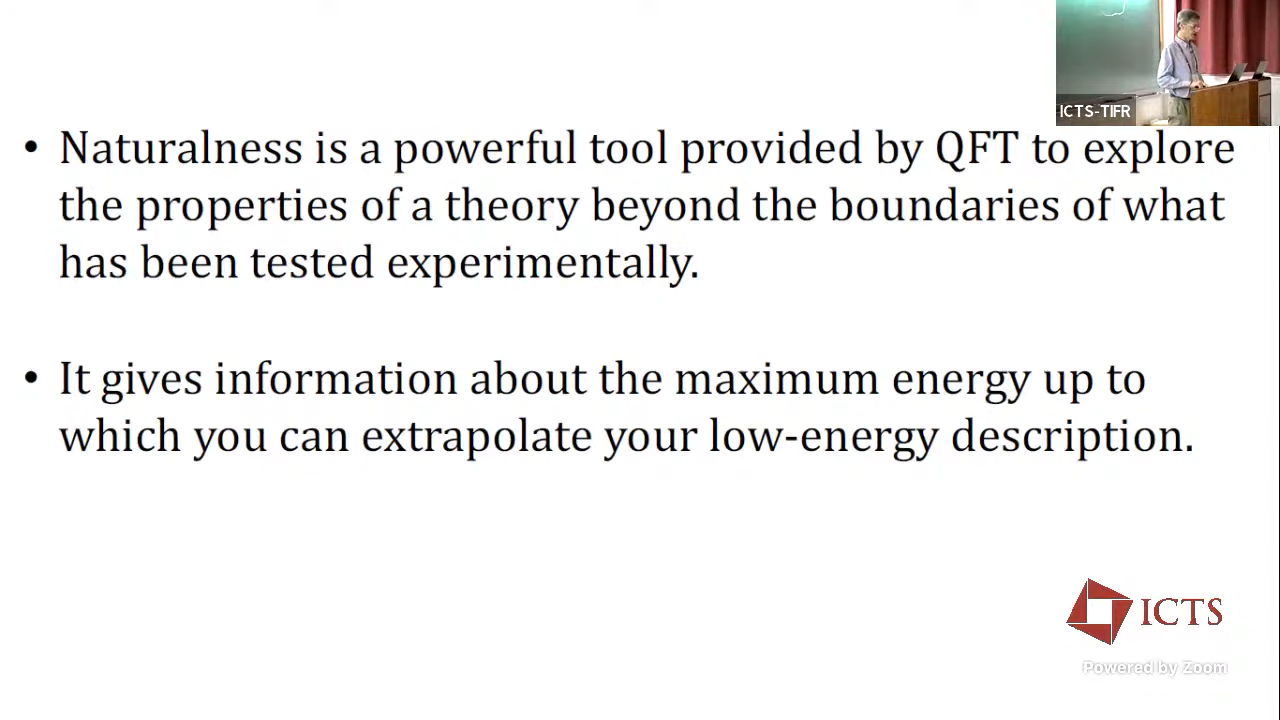 ICTS-TIFR
• Naturalness is a powerful tool provided by QFT to explore
the properties of a theory beyond the boundaries of what
has been tested experimentally.
• It gives information about the maximum energy up to
which you can extrapolate your low-energy description.
ICTS
Powered by Zoom